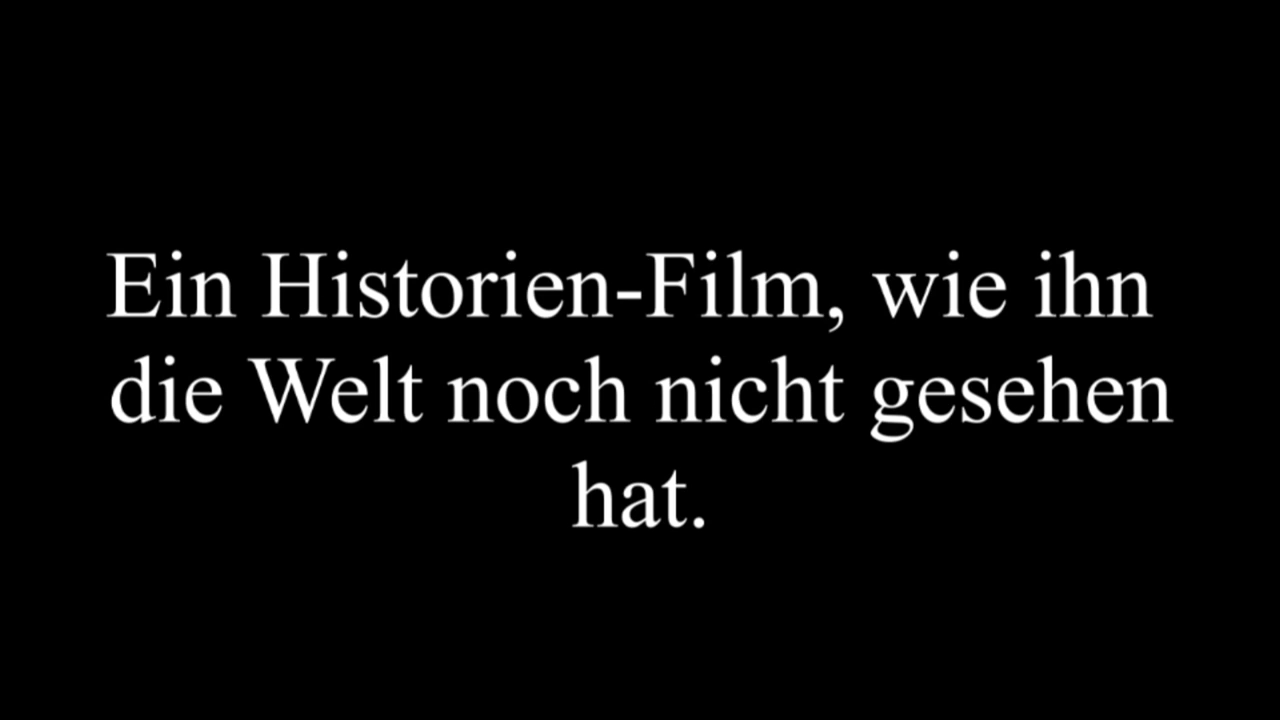 Ein Historien-Film, wie ihn
die Welt noch nicht gesehen
hat.